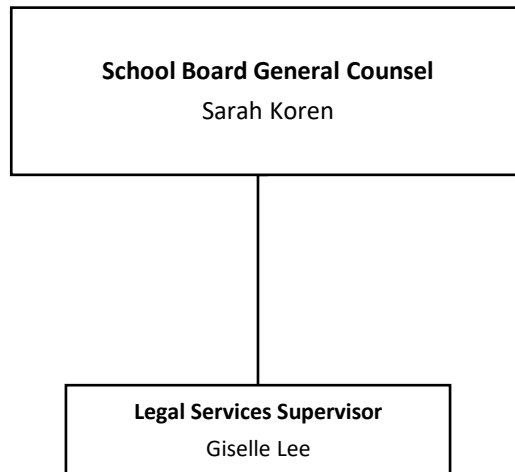 School Board General Counsel
Sarah Koren
Legal Services Supervisor
Giselle Lee